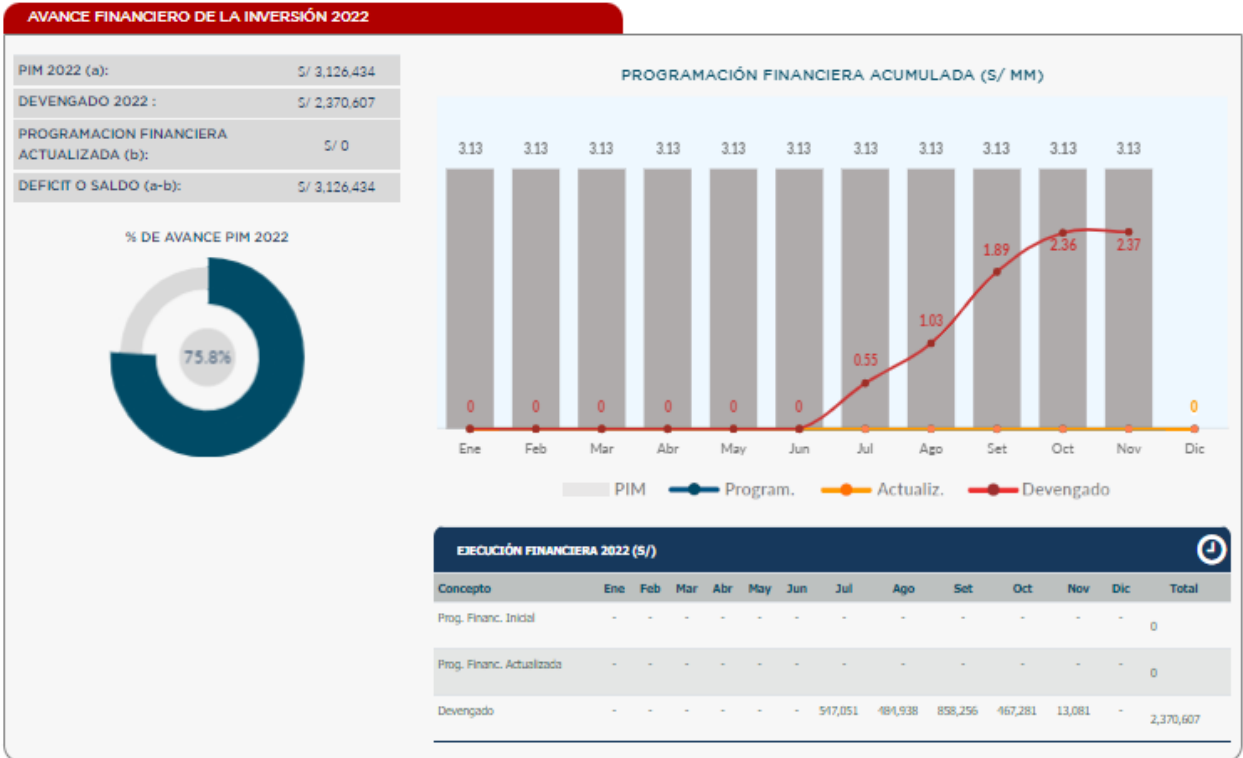 AVANCE FINANCIERO DE LA INVERSIÓN 2022
PIM 2022 (a): S/ 3,126,434
DEVENGADO 2022 : S/ 2,370,607
PROGRAMACION FINANCIERA
ACTUALIZADA (b): S/ 0
DEFICIT O SALDO (a-b): S/ 3,126,434
% DE AVANCE PIM 2022
75.8%
PROGRAMACIÓN FINANCIERA ACUMULADA (S/ MM)
3.13 3.13 3.13 3.13 3.13 3.13 3.13 3.13 3.13 3.13 3.13
0 0 0 0 0 0 0.55 1.03 1.89 2.36 2.37 0
Ene Feb Mar Abr May Jun Jul Ago Set Oct Nov Dic
PIM Program. Actualiz. Devengado
EJECUCIÓN FINANCIERA 2022 (S/)
Concepto Ene Feb Mar Abr May Jun Jul Ago Set Oct Nov Dic Total
Prog. Financ. Inicial - - - - - - - - - - - - 0
Prog. Financ. Actualizada - - - - - - - - - - - - 0
Devengado - - - - - - 547,051 484,938 858,256 467,281 13,081 - 2,370,607